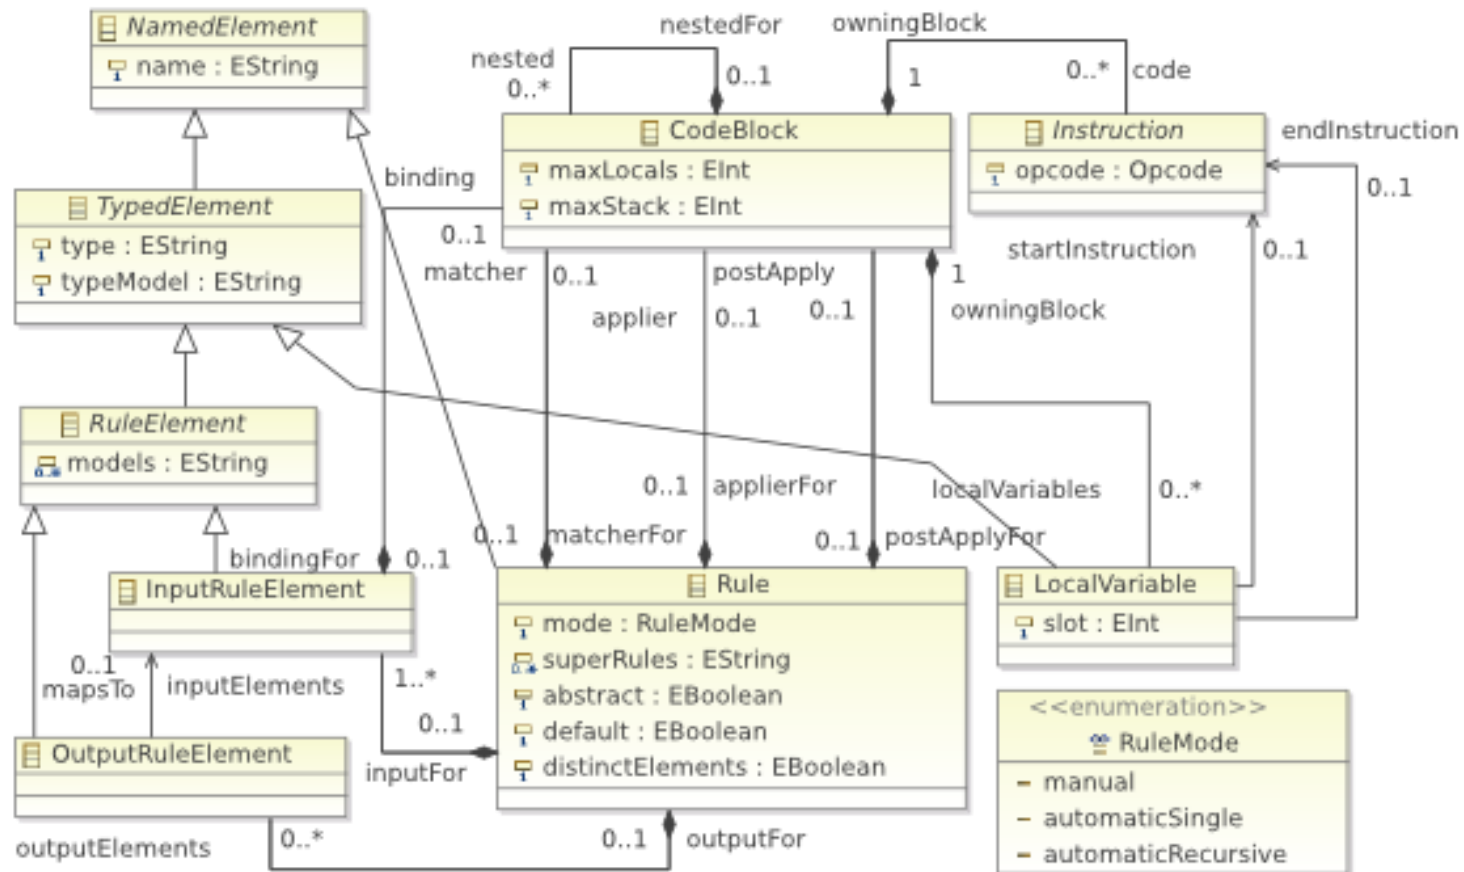 NamedElement
name : EString
nestedFor
owningBlock
nested
0..*
0..1
1
0..*
code
CodeBlock
maxLocals : EInt
maxStack : EInt
Instruction
opcode : Opcode
endInstruction
0..1
TypedElement
type : EString
typeModel : EString
binding
0..1
matcher
0..1
applier
0..1
postApply
0..1
1
owningBlock
startInstruction
0..1
RuleElement
models : EString
0..1
applierFor
localVariables
0..*
0..1
matcherFor
0..1
postApplyFor
bindingFor
0..1
InputRuleElement
Rule
mode : RuleMode
superRules : EString
abstract : EBoolean
default : EBoolean
distinctElements : EBoolean
LocalVariable
slot : EInt
0..1
mapsTo
inputElements
1..*
0..1
inputFor
OutputRuleElement
outputElements
0..*
0..1
outputFor
<<enumeration>>
RuleMode
manual
automaticSingle
automaticRecursive